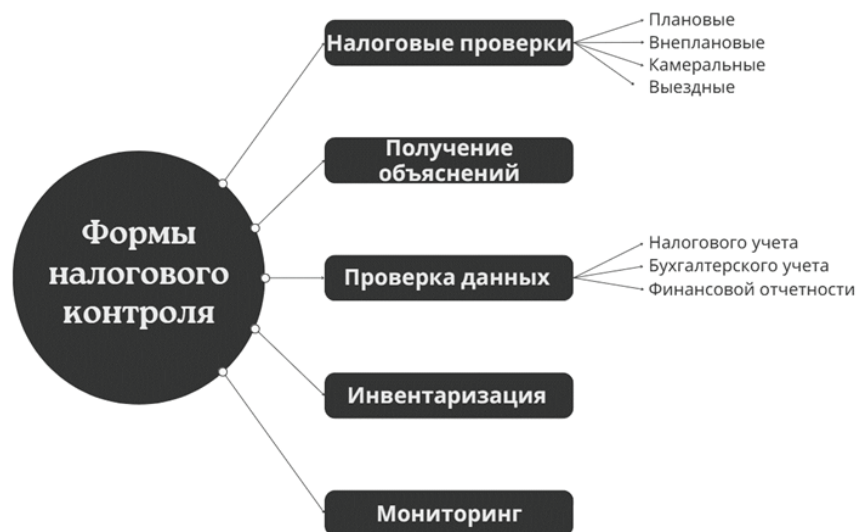 Формы
налогового
контроля
Налоговые проверки
Плановые
Внеплановые
Камеральные
Выездные
Получение
объяснений
Проверка данных
Налогового учета
Бухгалтерского учета
Финансовой отчетности
Инвентаризация
Мониторинг